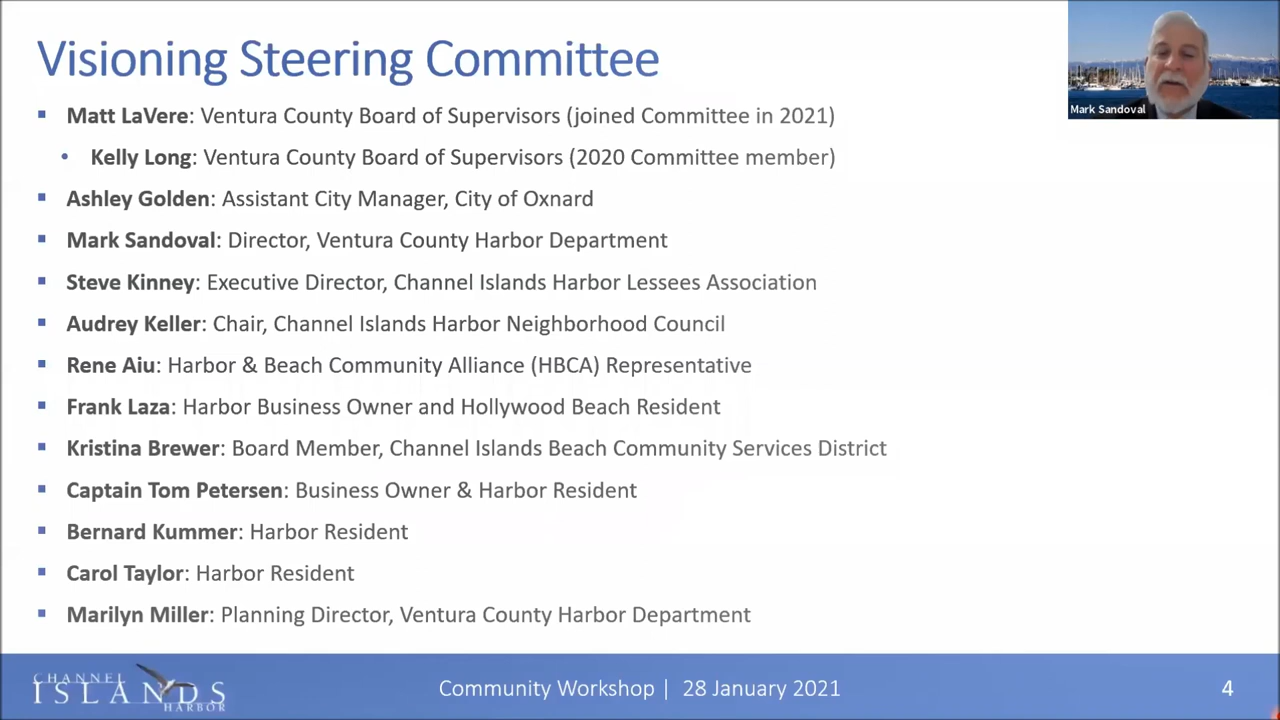 Visioning Steering Committee
Mark Sandoval
▪ Matt LaVere: Ventura County Board of Supervisors (joined Committee in 2021)
• Kelly Long: Ventura County Board of Supervisors (2020 Committee member)
▪ Ashley Golden: Assistant City Manager, City of Oxnard
▪ Mark Sandoval: Director, Ventura County Harbor Department
▪ Steve Kinney: Executive Director, Channel Islands Harbor Lessees Association
▪ Audrey Keller: Chair, Channel Islands Harbor Neighborhood Council
▪ Rene Aiu: Harbor & Beach Community Alliance (HBCA) Representative
▪ Frank Laza: Harbor Business Owner and Hollywood Beach Resident
▪ Kristina Brewer: Board Member, Channel Islands Beach Community Services District
▪ Captain Tom Petersen: Business Owner & Harbor Resident
▪ Bernard Kummer: Harbor Resident
▪ Carol Taylor: Harbor Resident
▪ Marilyn Miller: Planning Director, Ventura County Harbor Department
CHANNEL
ISLANDS
HARBOR
Community Workshop | 28 January 2021
4